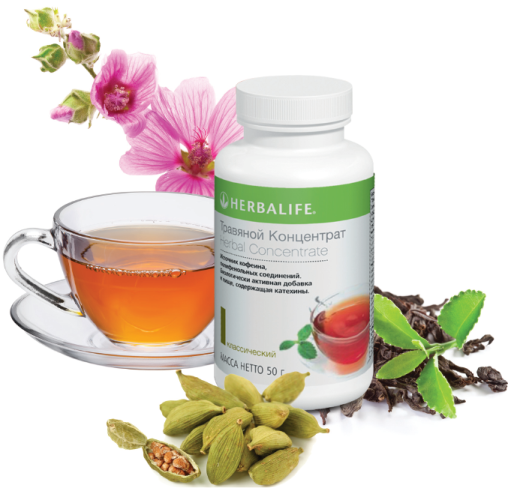 HERBALIFE®
Травяной Концентрат
Herbal Concentrate
Источник кофеина,
полифенольных соединений.
Биологически активная добавка
к пище, содержащая катехины.
классический
МАССА НЕТТО 50 г